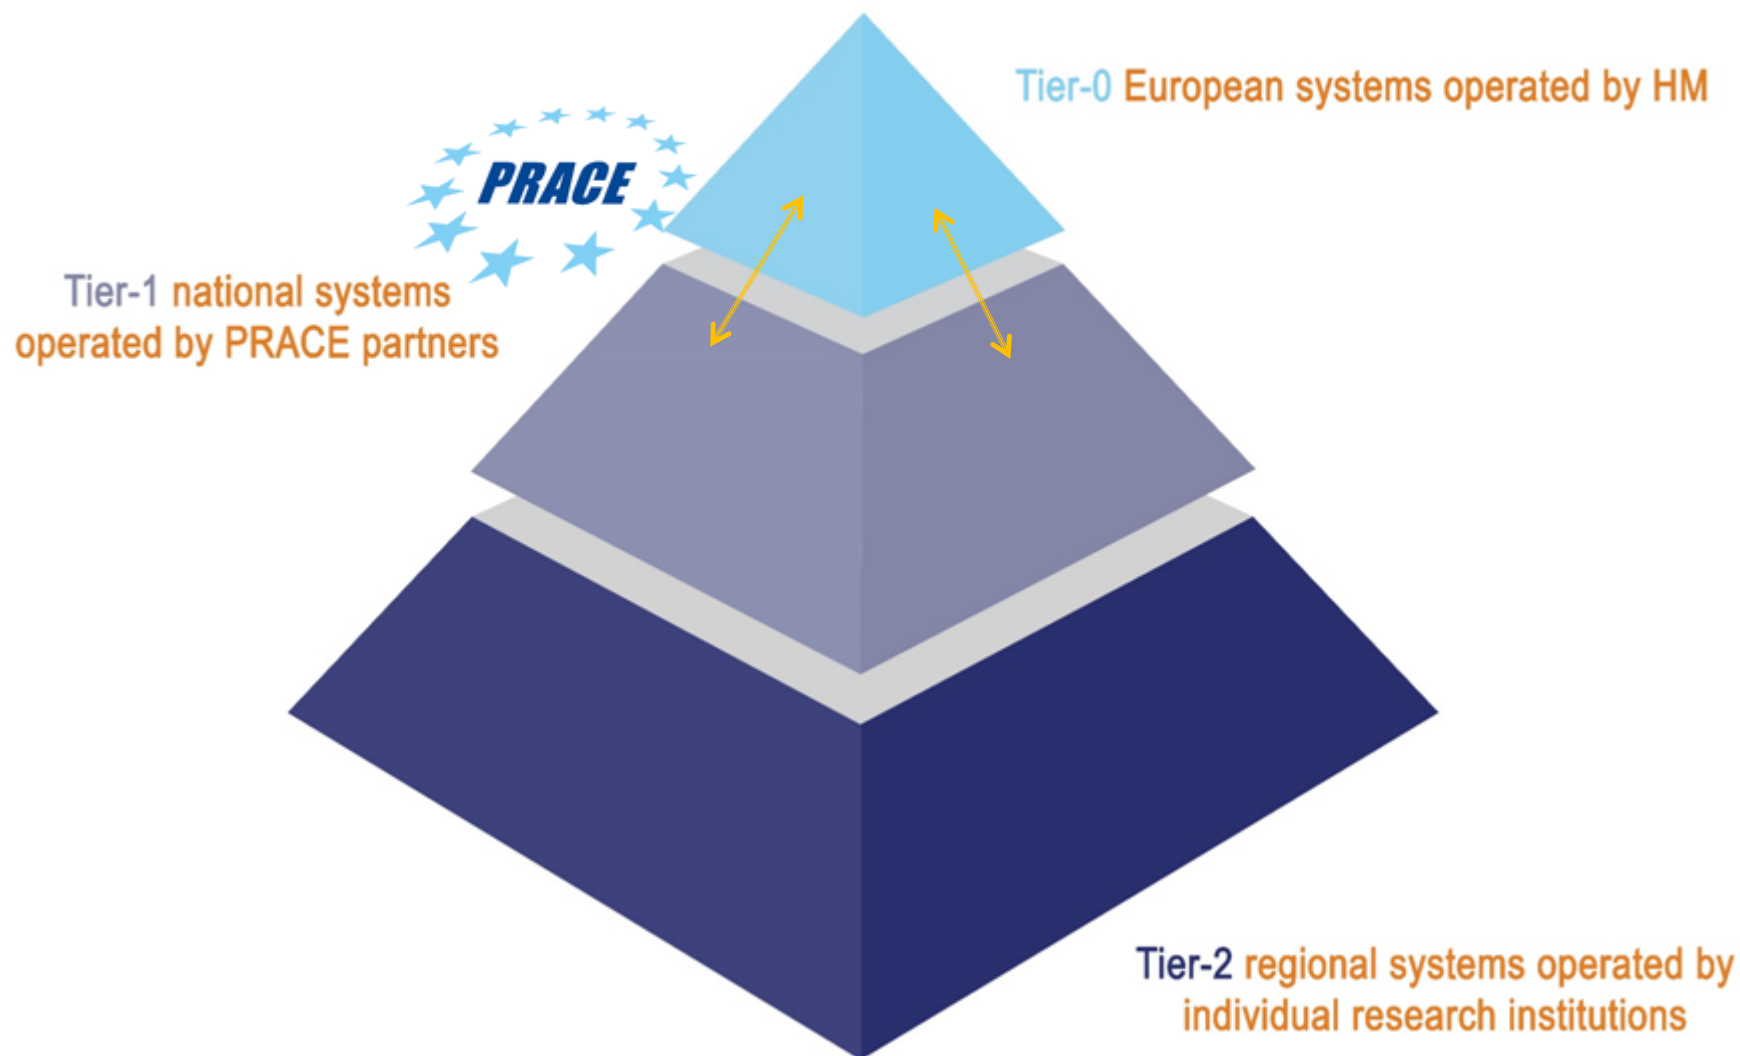 Tier-0 European systems operated by HM
PRACE
Tier-1 national systems
operated by PRACE partners
Tier-2 regional systems operated by
individual research institutions